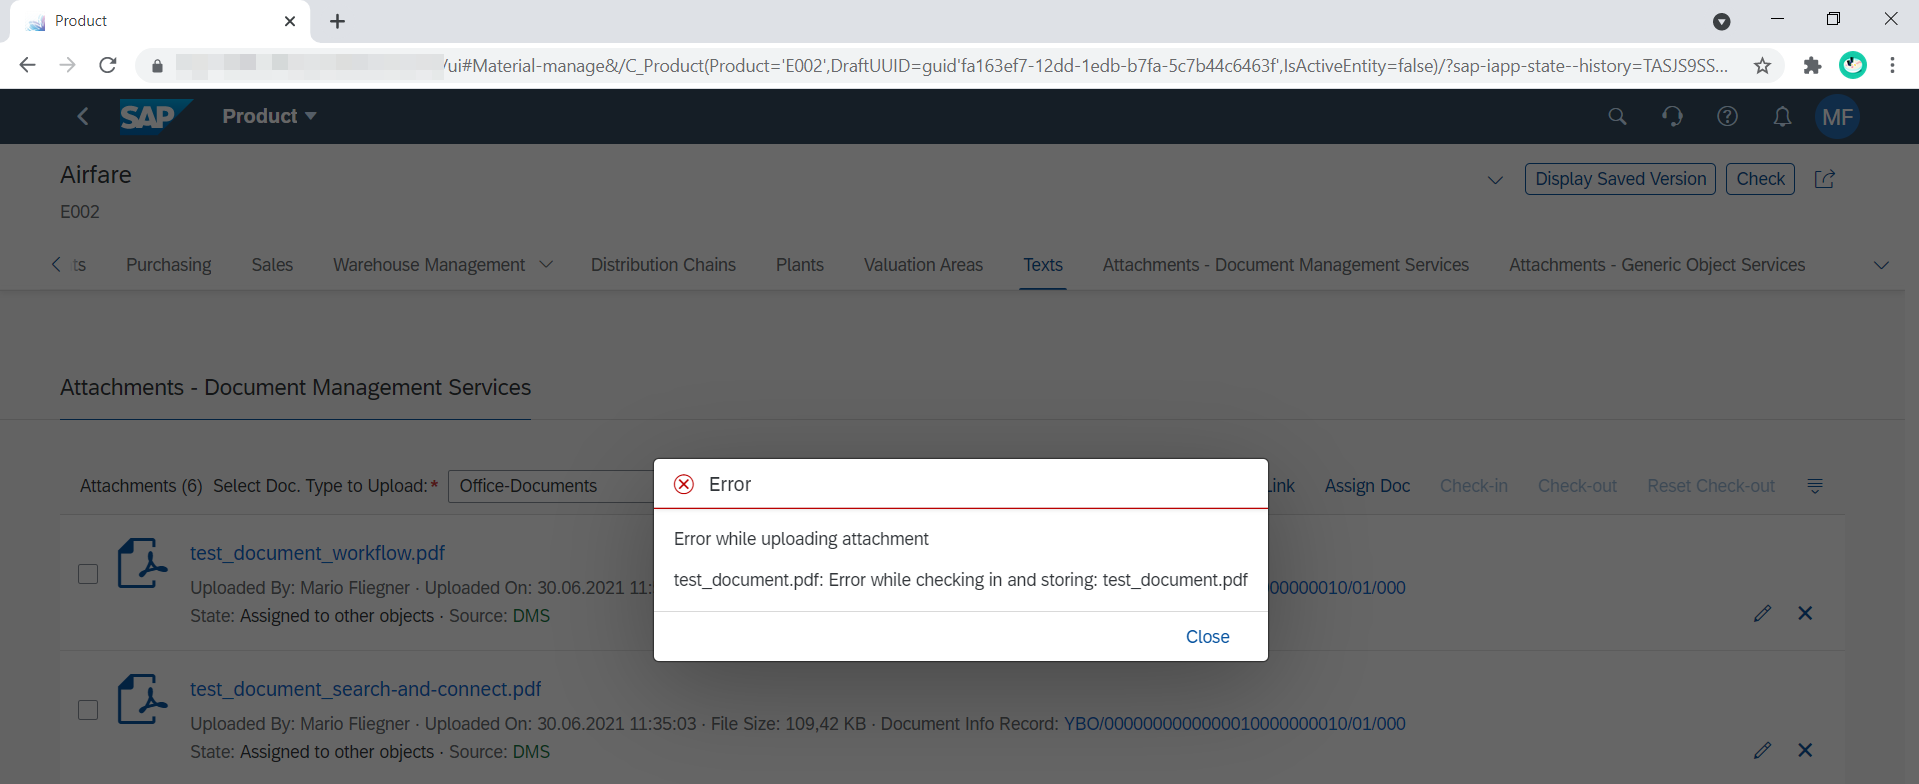 Product
/ui#Material-manage&/C_Product(Product='E002',DraftUUID=guid'fa163ef7-12dd-1edb-b7fa-5c7b44c6463f',IsActiveEntity=false)/?sap-iapp-state--history=TASJS9SS...
SAP Product MF
Airfare
Display Saved Version Check
E002
ts Purchasing Sales Warehouse Management Distribution Chains Plants Valuation Areas Texts Attachments - Document Management Services Attachments - Generic Object Services
Attachments - Document Management Services
Attachments (6) Select Doc. Type to Upload:* Office-Documents Link Assign Doc Check-in Check-out Reset Check-out
Error
Error while uploading attachment
test_document.pdf: Error while checking in and storing: test_document.pdf
Close
test_document_workflow.pdf
Uploaded By: Mario Fliegner · Uploaded On: 30.06.2021 11: 00000010/01/000
State: Assigned to other objects · Source: DMS
test_document_search-and-connect.pdf
Uploaded By: Mario Fliegner · Uploaded On: 30.06.2021 11:35:03 · File Size: 109,42 KB · Document Info Record: YBO/0000000000000010000000010/01/000
State: Assigned to other objects · Source: DMS